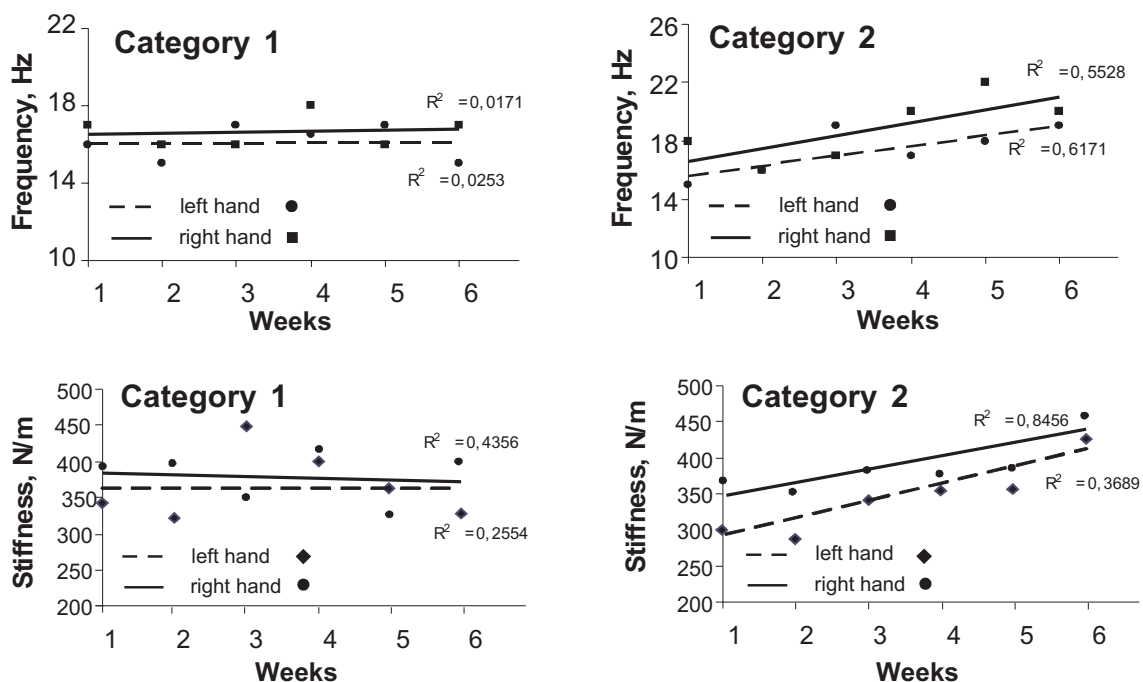 Category 1
Frequency, Hz
22
18
14
10
R² =0,0171
R² =0,0253
left hand
right hand
1 2 3 4 5 6
Weeks
Category 2
Frequency, Hz
26
22
18
14
10
R² =0,5528
R² =0,6171
left hand
right hand
1 2 3 4 5 6
Weeks
Category 1
Stiffness, N/m
500
450
400
350
300
250
200
R² =0,4356
R² =0,2554
left hand
right hand
1 2 3 4 5 6
Weeks
Category 2
Stiffness, N/m
500
450
400
350
300
250
200
R² =0,8456
R² =0,3689
left hand
right hand
1 2 3 4 5 6
Weeks